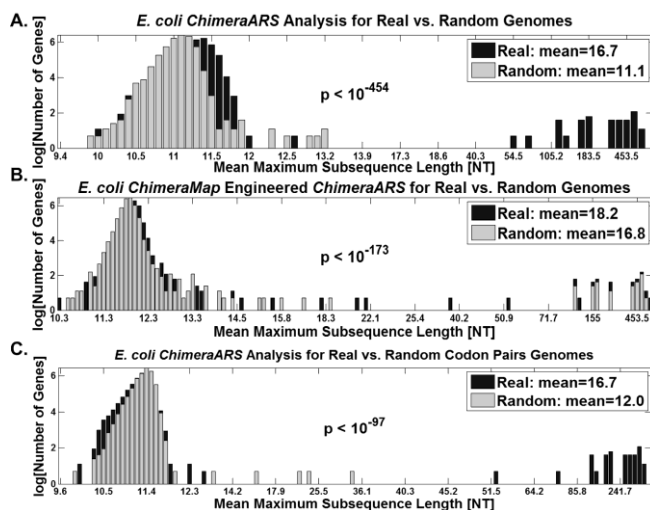 A.
E. coli ChimeraARS Analysis for Real vs. Random Genomes
Real: mean=16.7
Random: mean=11.1
p < 10-454
log[Number of Genes]
6
4
2
0
9.4 10 10.5 11 11.5 12 12.6 13.2 13.9 17.3 18.6 40.3 54.5 105.2 183.5 453.5
Mean Maximum Subsequence Length [NT]
B.
E. coli ChimeraMap Engineered ChimeraARS for Real vs. Random Genomes
Real: mean=18.2
Random: mean=16.8
p < 10-173
log[Number of Genes]
6
4
2
0
10.3 11.3 12.3 13.3 14.5 15.8 18.3 22.1 25.4 42.2 50.9 71.7 155 453.5
Mean Maximum Subsequence Length [NT]
C.
E. coli ChimeraARS Analysis for Real vs. Random Codon Pairs Genomes
Real: mean=16.7
Random: mean=12.0
p < 10-97
log[Number of Genes]
6
4
2
0
9.6 10.5 11.4 12.3 14.2 17.2 25.5 36.1 40.3 45.2 51.5 64.2 85.8 241.7
Mean Maximum Subsequence Length [NT]